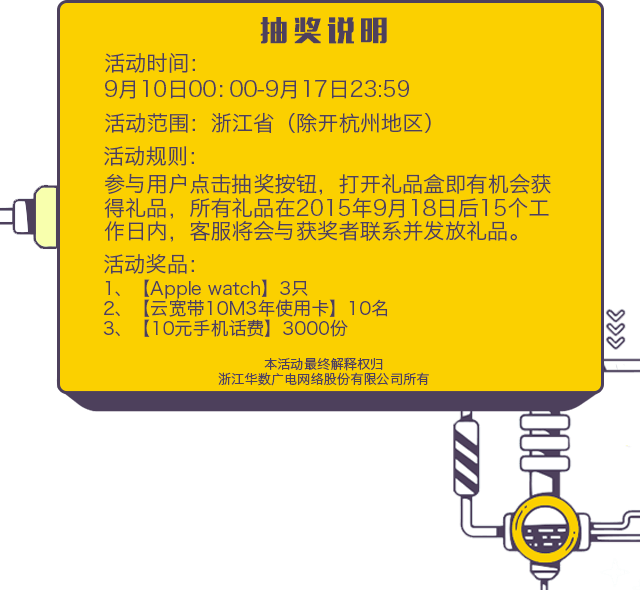 抽奖说明
活动时间：
9月10日00：00-9月17日23:59
活动范围：浙江省（除开杭州地区）
活动规则：
参与用户点击抽奖按钮，打开礼品盒即有机会获
得礼品，所有礼品在2015年9月18日后15个工
作日内，客服将会与获奖者联系并发放礼品。
活动奖品：
1、【Apple watch】3只
2、【云宽带10M3年使用卡】10名
3、【10元手机话费】3000份
本活动最终解释权归
浙江华数广电网络股份有限公司所有